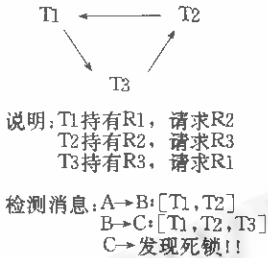 T1 T2
T3
说明:T1持有R1, 请求R2
T2持有R2, 请求R3
T3持有R3, 请求R1
检测消息:A→B:[T1,T2]
B→C:[T1,T2,T3]
C→发现死锁!!